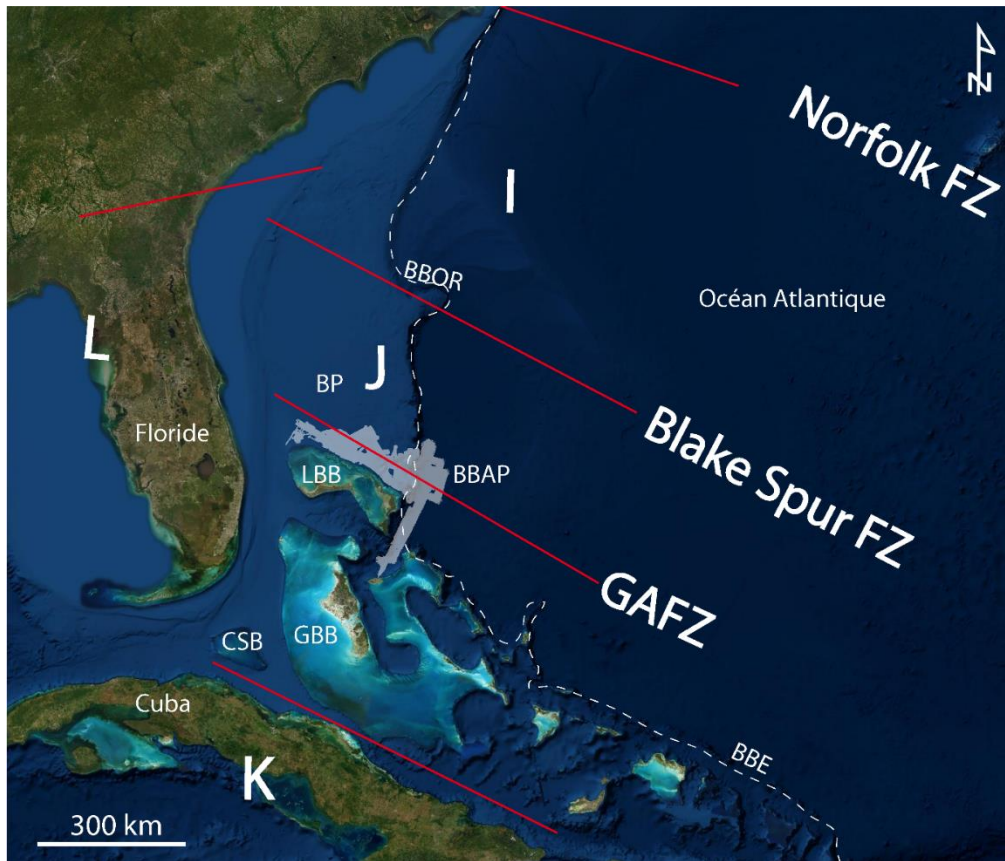 N
Norfolk FZ
I
BBOR
Océan Atlantique
L
J
BP
Floride
Blake Spur FZ
LBB
BBAP
GAFZ
CSB
GBB
Cuba
BBE
K
300 km